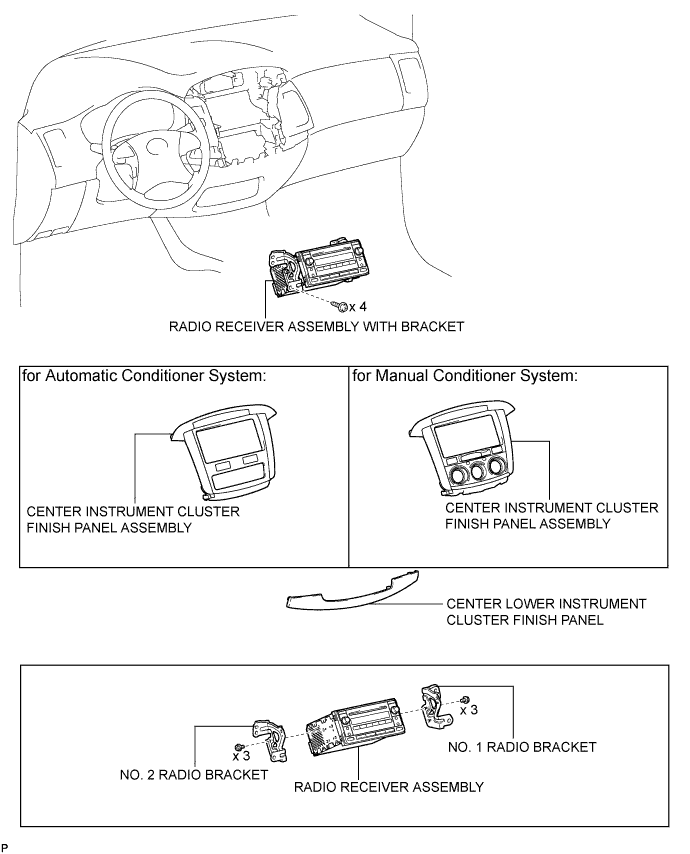 x 4
RADIO RECEIVER ASSEMBLY WITH BRACKET
for Automatic Conditioner System:
for Manual Conditioner System:
CENTER INSTRUMENT CLUSTER
FINISH PANEL ASSEMBLY
CENTER INSTRUMENT CLUSTER
FINISH PANEL ASSEMBLY
CENTER LOWER INSTRUMENT
CLUSTER FINISH PANEL
x 3
NO. 1 RADIO BRACKET
x 3
NO. 2 RADIO BRACKET
RADIO RECEIVER ASSEMBLY
P